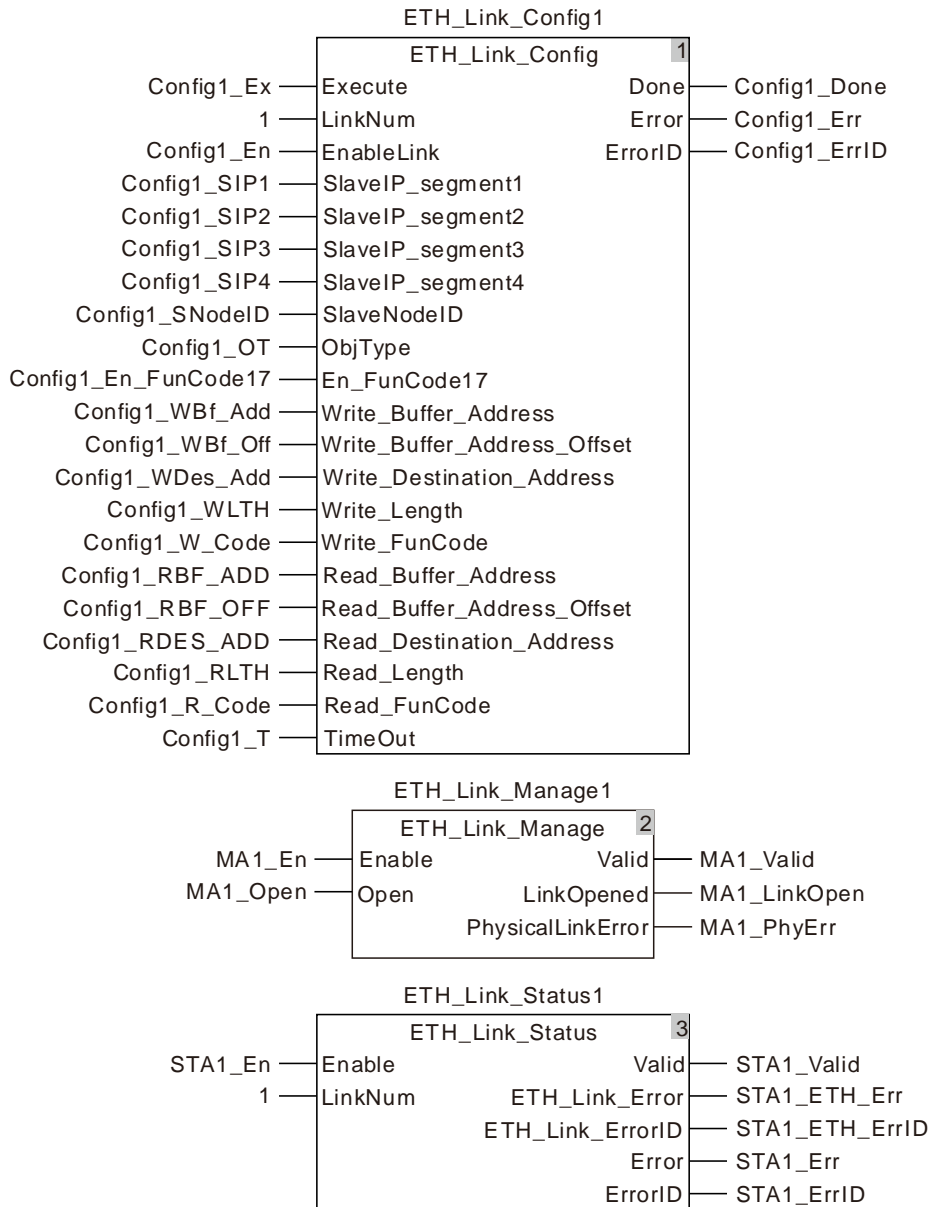 ETH_Link_Config1
ETH_Link_Config 1
Config1_Ex Execute Done Config1_Done
1 LinkNum Error Config1_Err
Config1_En EnableLink ErrorID Config1_ErrID
Config1_SIP1 SlaveIP_segment1
Config1_SIP2 SlaveIP_segment2
Config1_SIP3 SlaveIP_segment3
Config1_SIP4 SlaveIP_segment4
Config1_SNodeID SlaveNodeID
Config1_OT ObjType
Config1_En_FunCode17 En_FunCode17
Config1_WBf_Add Write_Buffer_Address
Config1_WBf_Off Write_Buffer_Address_Offset
Config1_WDes_Add Write_Destination_Address
Config1_WLTH Write_Length
Config1_W_Code Write_FunCode
Config1_RBF_ADD Read_Buffer_Address
Config1_RBF_OFF Read_Buffer_Address_Offset
Config1_RDES_ADD Read_Destination_Address
Config1_RLTH Read_Length
Config1_R_Code Read_FunCode
Config1_T TimeOut
ETH_Link_Manage1
ETH_Link_Manage 2
MA1_En Enable Valid MA1_Valid
MA1_Open Open LinkOpened MA1_LinkOpen
PhysicalLinkError MA1_PhyErr
ETH_Link_Status1
ETH_Link_Status 3
STA1_En Enable Valid STA1_Valid
1 LinkNum ETH_Link_Error STA1_ETH_Err
ETH_Link_ErrorID STA1_ETH_ErrID
Error STA1_Err
ErrorID STA1_ErrID